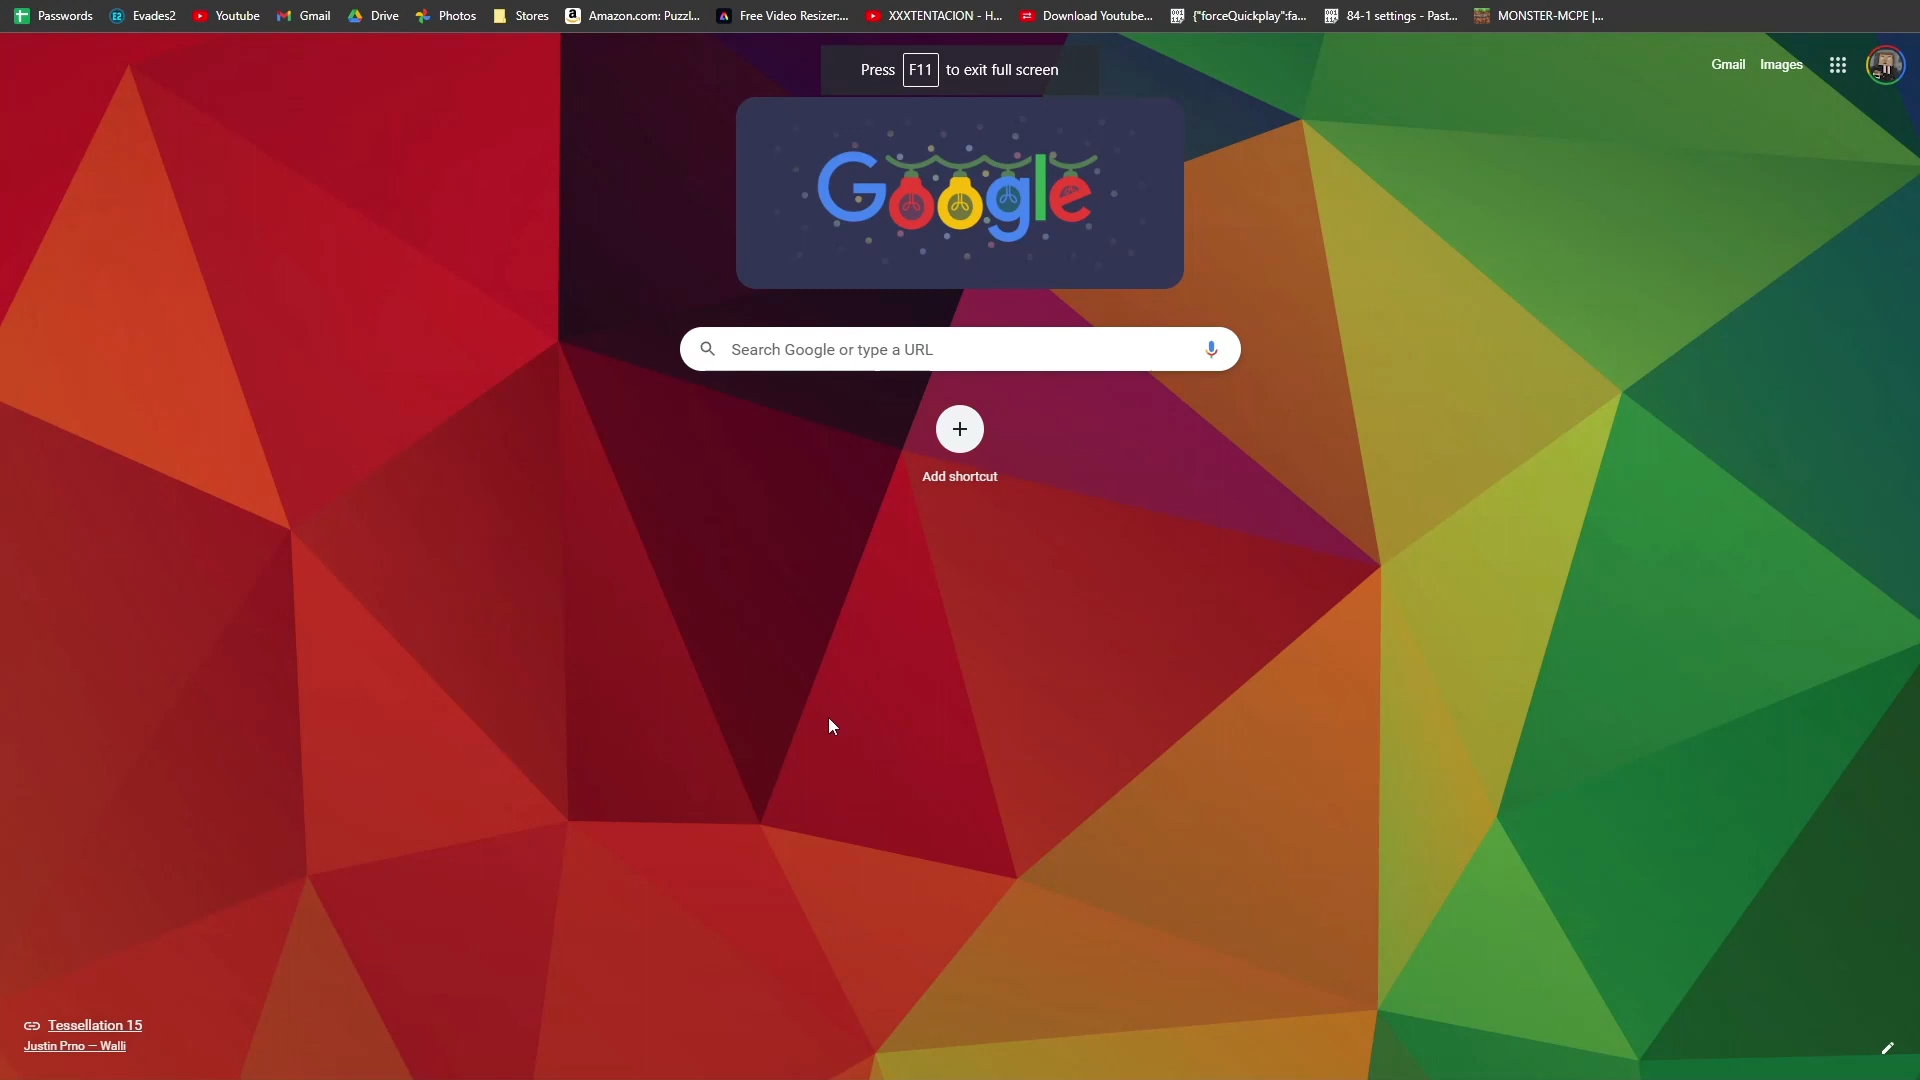 Passwords Evades2 Youtube Gmail Drive Photos Stores Amazon.com: Puzzl... Free Video Resizer:... XXXTENTACION - H... Download Youtube... {"forceQuickplay":fa... 84-1 settings - Past... MONSTER-MCPE |...
Press F11 to exit full screen
Gmail Images
Google
Search Google or type a URL
Add shortcut
Tessellation 15
Justin Prno — Walli